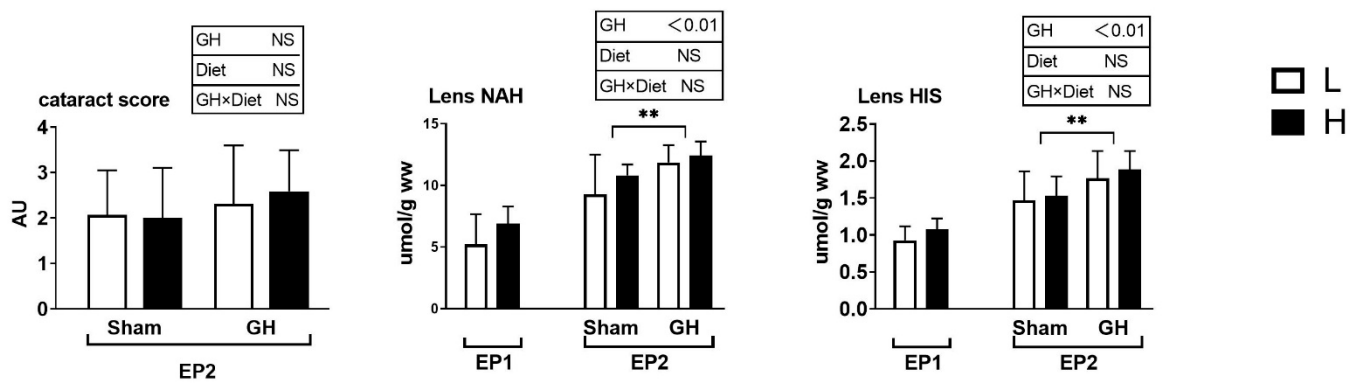 GH NS
Diet NS
GH×Diet NS
cataract score
4
3
2
1
0
AU
Sham GH
EP2
GH <0.01
Diet NS
GH×Diet NS
Lens NAH
**
15
10
5
0
umol/g ww
Sham GH
EP1 EP2
GH <0.01
Diet NS
GH×Diet NS
Lens HIS
**
2.5
2.0
1.5
1.0
0.5
0.0
umol/g ww
Sham GH
EP1 EP2
L
H